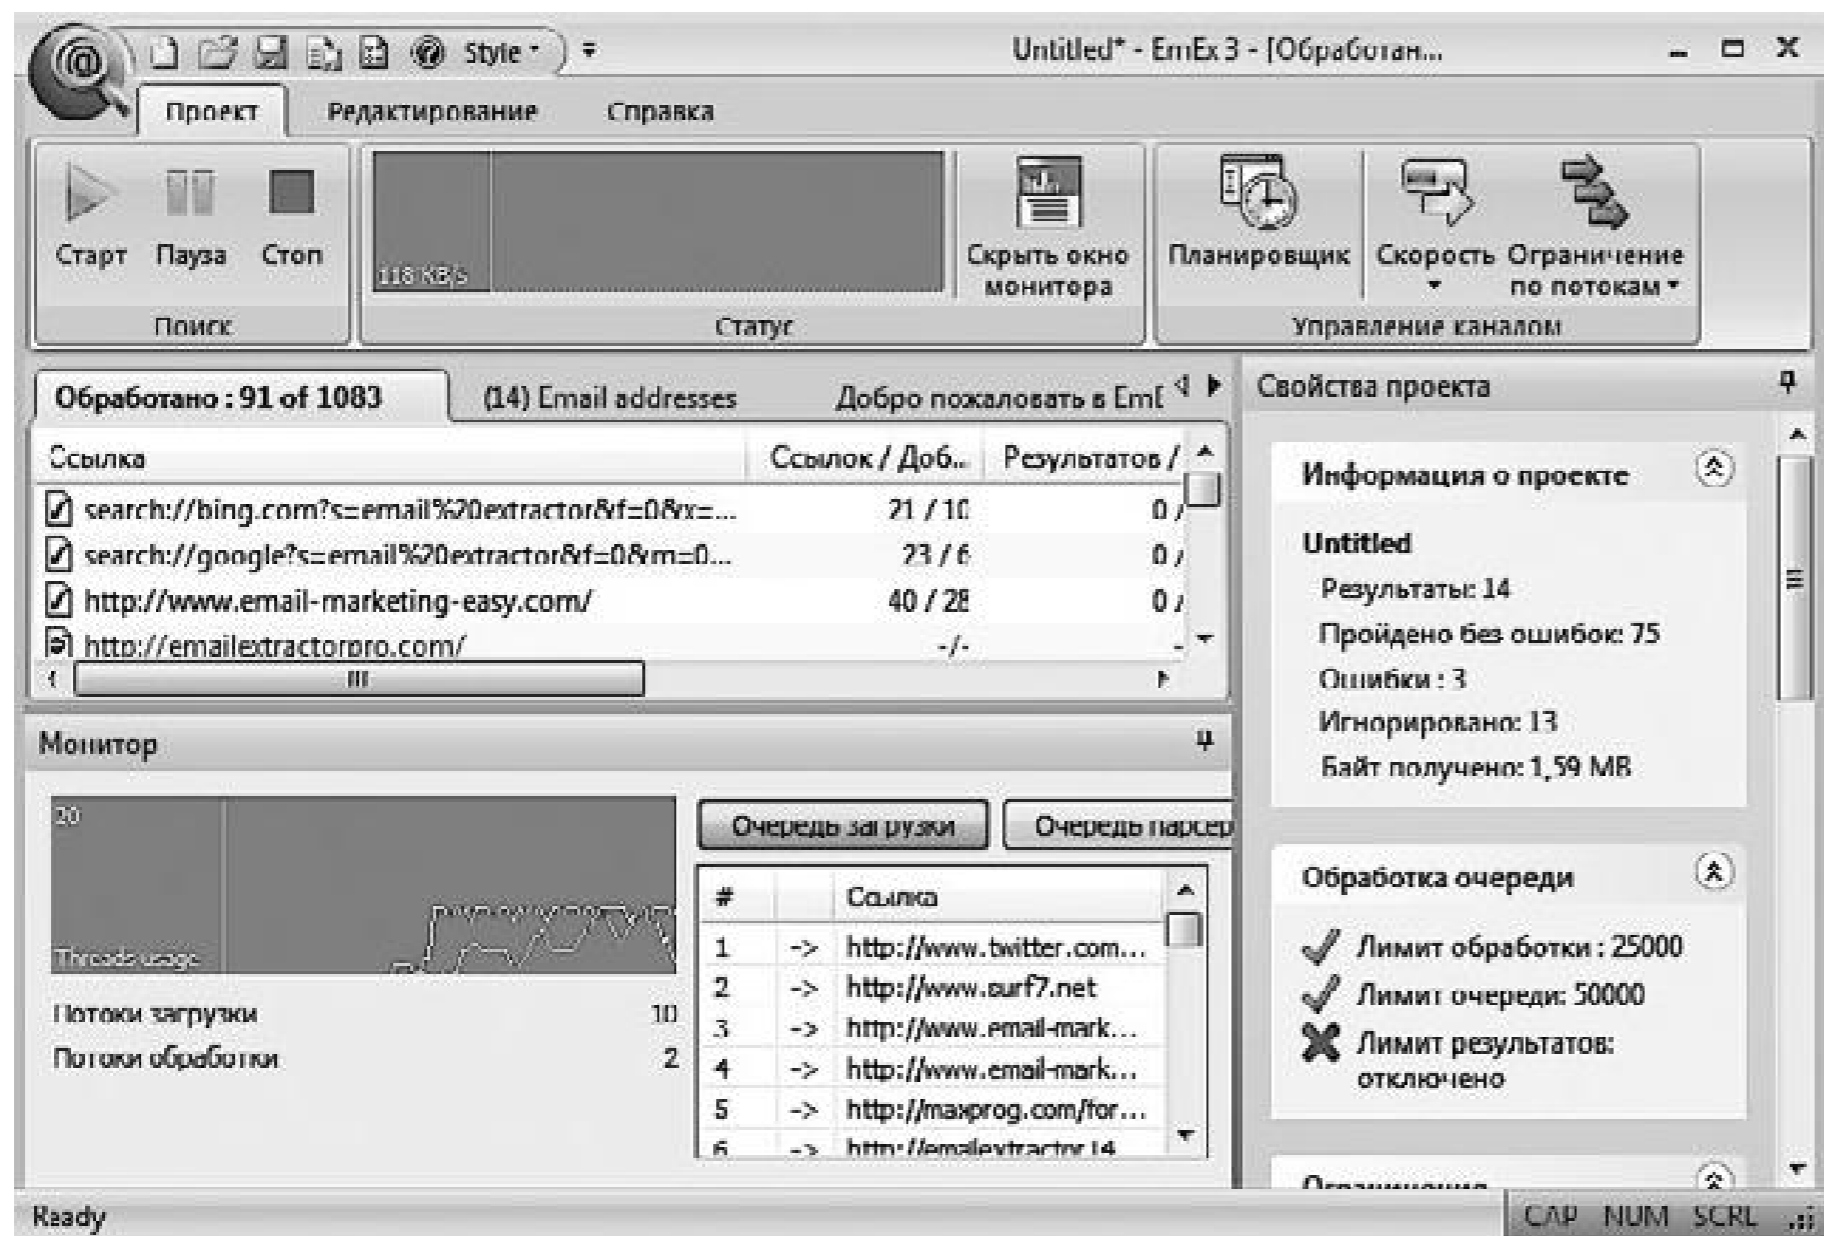 Style
Untitled* - EmEx 3 - [Обработан...
Проект
Редактирование
Справка
Старт
Пауза
Стоп
118 KB/s
Скрыть окно
монитора
Планировщик
Скорость
Ограничение
по потокам
Поиск
Статус
Управление каналом
Обработано : 91 of 1083
(14) Email addresses
Добро пожаловать в EmE
Свойства проекта
Ссылка
Ссылок / Доб...
Результатов /
search://bing.com?s=email%20extractor&f=0&x=...
21 / 10
0 /
search://google?s=email%20extractor&f=0&m=0...
23 / 6
0 /
http://www.email-marketing-easy.com/
40 / 28
0 /
http://emailextractorpro.com/
-/-
-
Информация о проекте
Untitled
Результаты: 14
Пройдено без ошибок: 75
Ошибки : 3
Игнорировано: 13
Байт получено: 1,59 MB
Монитор
20
Threads usage
Потоки загрузки 10
Потоки обработки 2
Очередь загрузки
Очередь парсер
# Ссылка
1 -> http://www.twitter.com...
2 -> http://www.surf7.net
3 -> http://www.email-mark...
4 -> http://www.email-mark...
5 -> http://maxprog.com/for...
6 -> http://emailextractor14
Обработка очереди
Лимит обработки : 25000
Лимит очереди: 50000
Лимит результатов:
отключено
Ограничения
Ready
CAP NUM SCRL